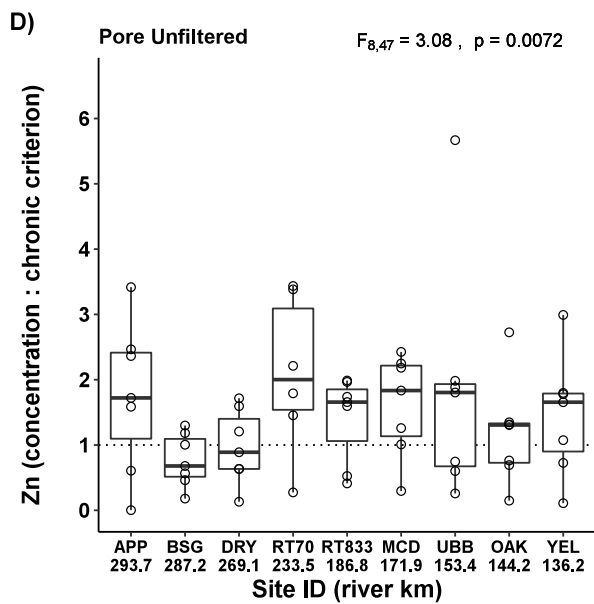 D)
Pore Unfiltered
F8,47 = 3.08 , p = 0.0072
Zn (concentration : chronic criterion)
6
5
4
3
2
1
0
APP BSG DRY RT70 RT833 MCD UBB OAK YEL
293.7 287.2 269.1 233.5 186.8 171.9 153.4 144.2 136.2
Site ID (river km)